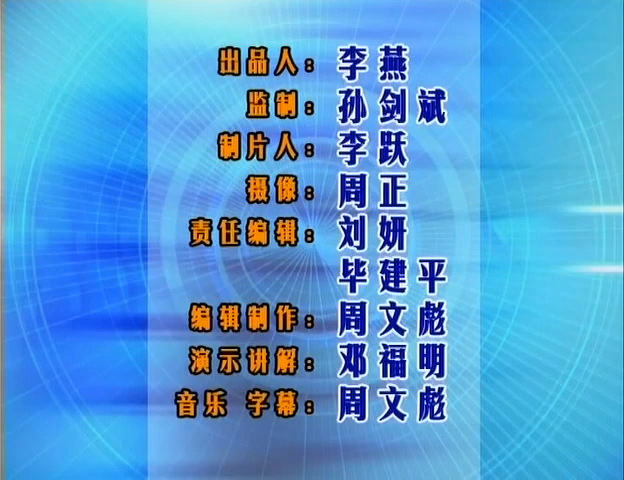 出品人：李燕
监制：孙剑斌
制片人：李跃
摄像：周正
责任编辑：刘妍
毕建平
编辑制作：周文彪
演示讲解：邓福明
音乐 字幕：周文彪